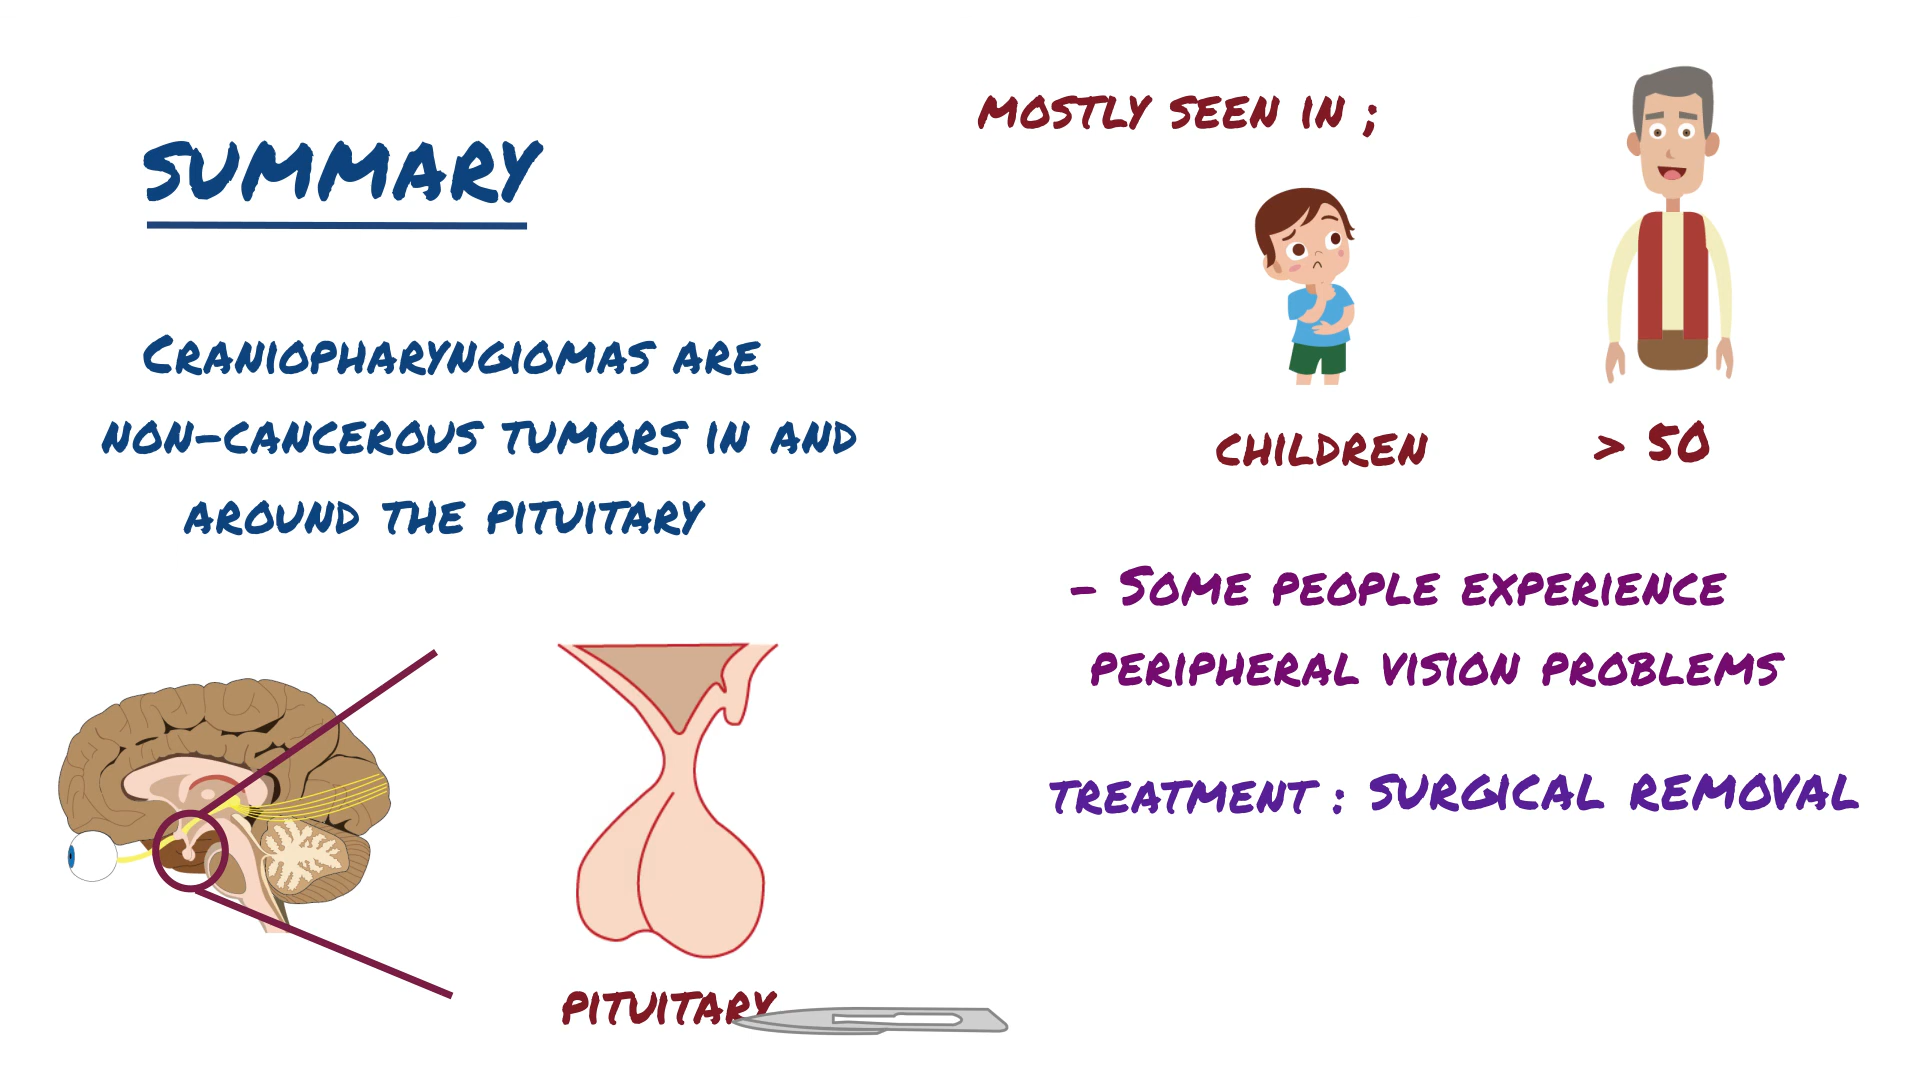 SUMMARY
CRANIOPHARYNGIOMAS ARE
NON-CANCEROUS TUMORS IN AND
AROUND THE PITUITARY
PITUITARY
MOSTLY SEEN IN ;
CHILDREN
> 50
- SOME PEOPLE EXPERIENCE
PERIPHERAL VISION PROBLEMS
TREATMENT : SURGICAL REMOVAL